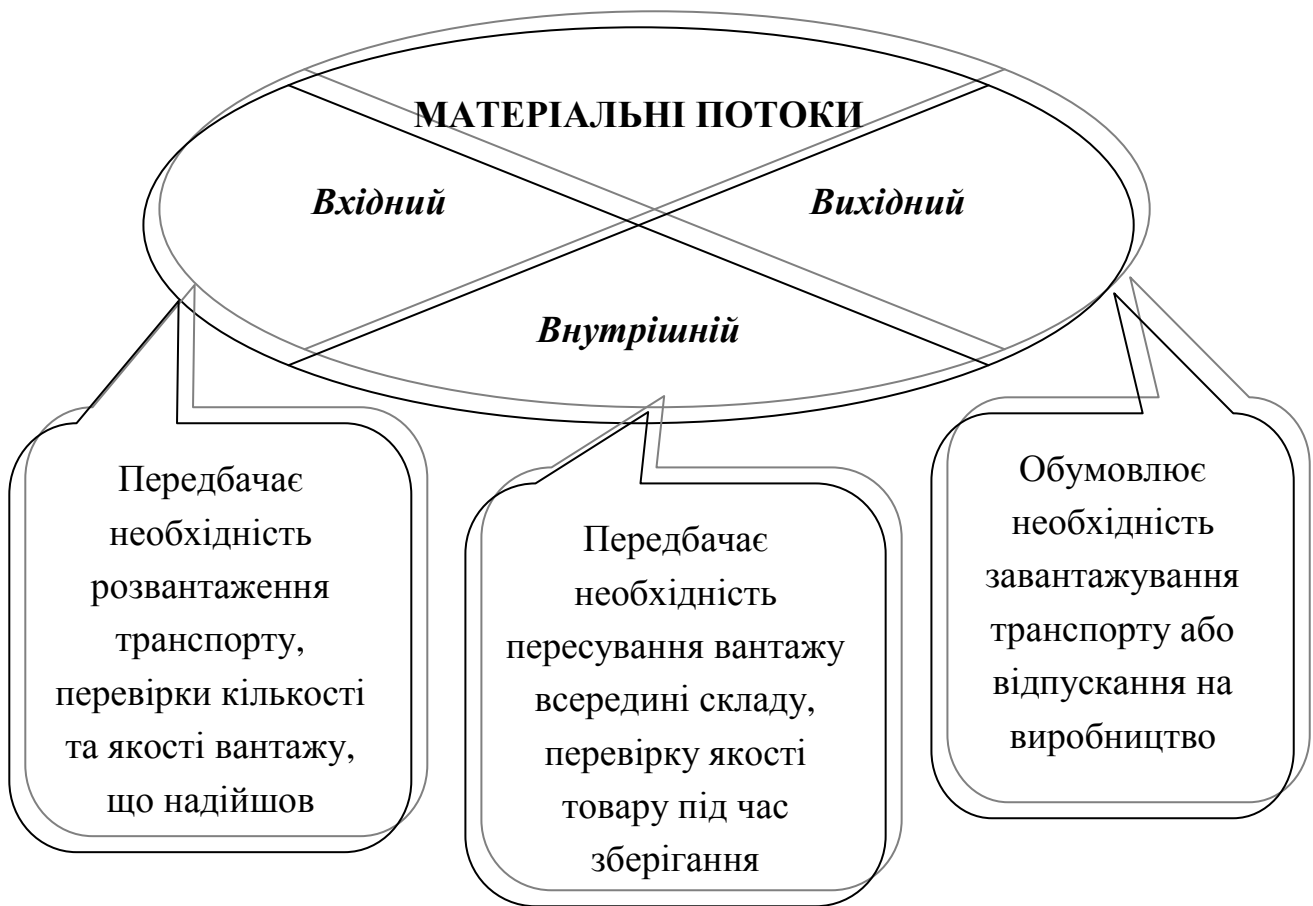 МАТЕРІАЛЬНІ ПОТОКИ
Вхідний
Вихідний
Внутрішній
Передбачає
необхідність
розвантаження
транспорту,
перевірки кількості
та якості вантажу,
що надійшов
Передбачає
необхідність
пересування вантажу
всередині складу,
перевірку якості
товару під час
зберігання
Обумовлює
необхідність
завантажування
транспорту або
відпускання на
виробництво